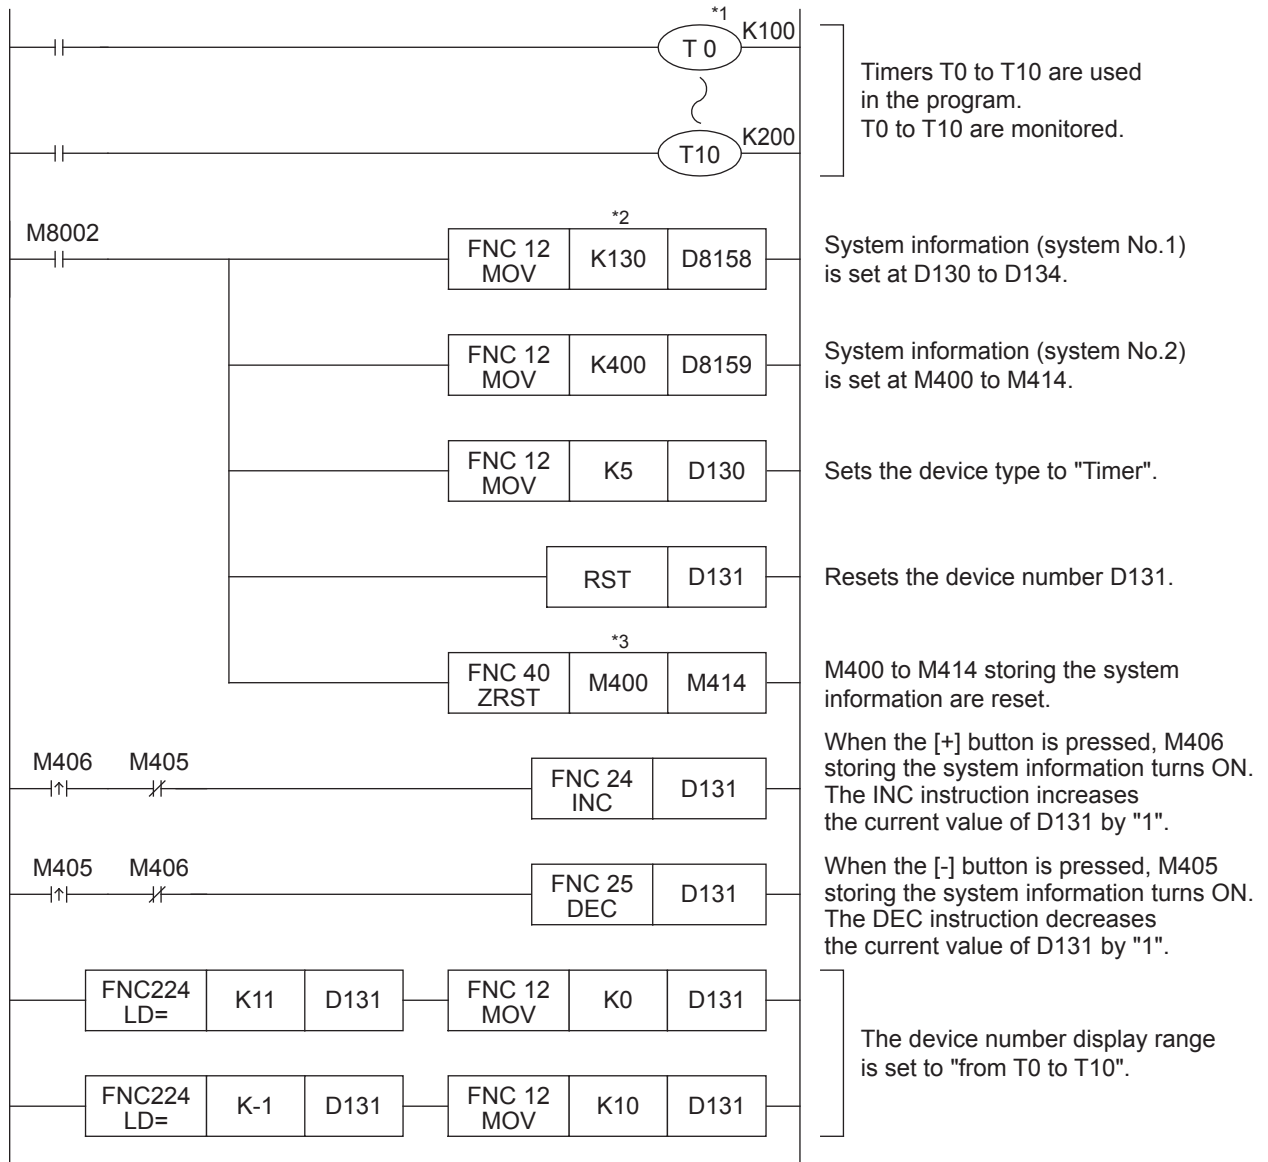 *1
T 0 K100
Timers T0 to T10 are used
in the program.
T0 to T10 are monitored.
T10 K200
M8002
*2
FNC 12
MOV
K130 D8158
System information (system No.1)
is set at D130 to D134.
FNC 12
MOV
K400 D8159
System information (system No.2)
is set at M400 to M414.
FNC 12
MOV
K5 D130
Sets the device type to "Timer".
RST D131
Resets the device number D131.
*3
FNC 40
ZRST
M400 M414
M400 to M414 storing the system
information are reset.
M406 M405
FNC 24
INC
D131
When the [+] button is pressed, M406
storing the system information turns ON.
The INC instruction increases
the current value of D131 by "1".
M405 M406
FNC 25
DEC
D131
When the [-] button is pressed, M405
storing the system information turns ON.
The DEC instruction decreases
the current value of D131 by "1".
FNC224
LD=
K11 D131
FNC 12
MOV
K0 D131
The device number display range
is set to "from T0 to T10".
FNC224
LD=
K-1 D131
FNC 12
MOV
K10 D131